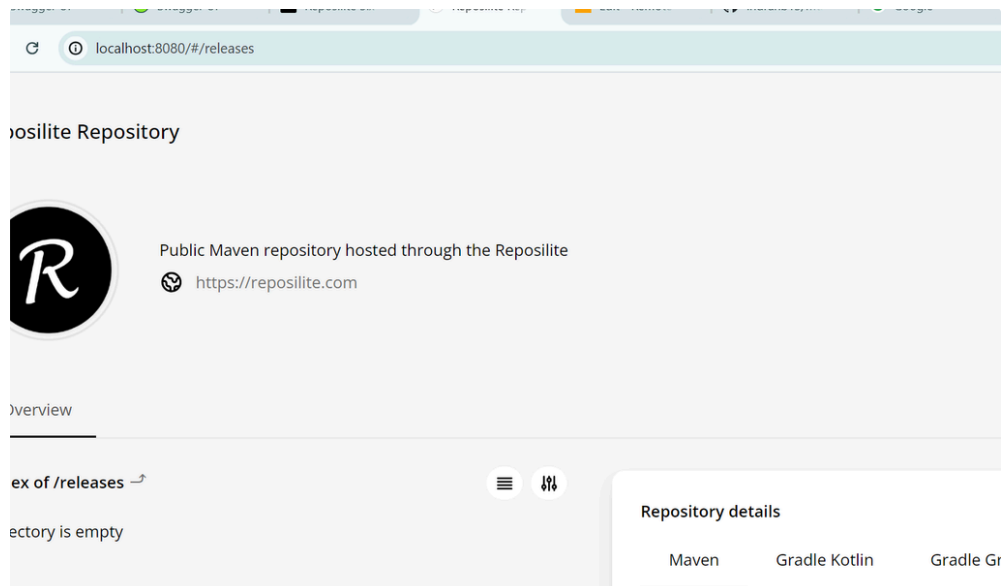 localhost:8080/#/releases
posilite Repository
R
Public Maven repository hosted through the Reposilite
https://reposilite.com
Overview
ex of /releases
ectory is empty
Repository details
Maven Gradle Kotlin Gradle Gr